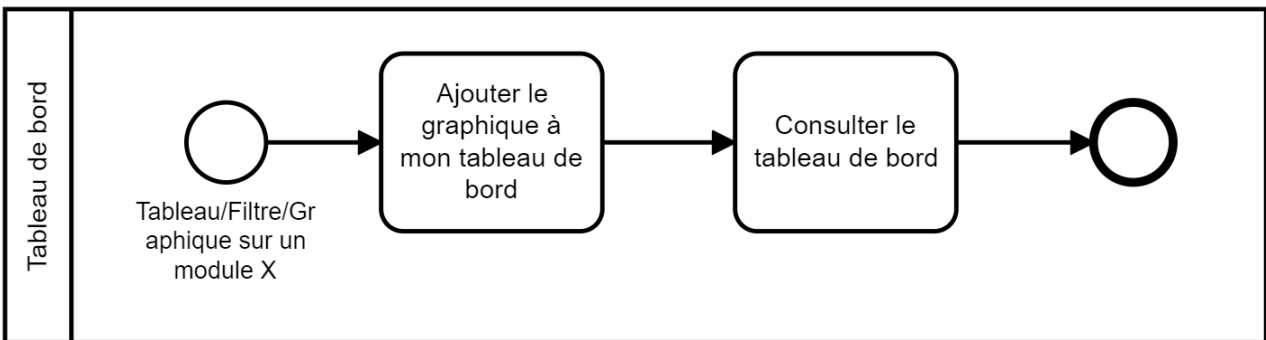 Tableau de bord
Tableau/Filtre/Gr
aphique sur un
module X
Ajouter le
graphique à
mon tableau de
bord
Consulter le
tableau de bord